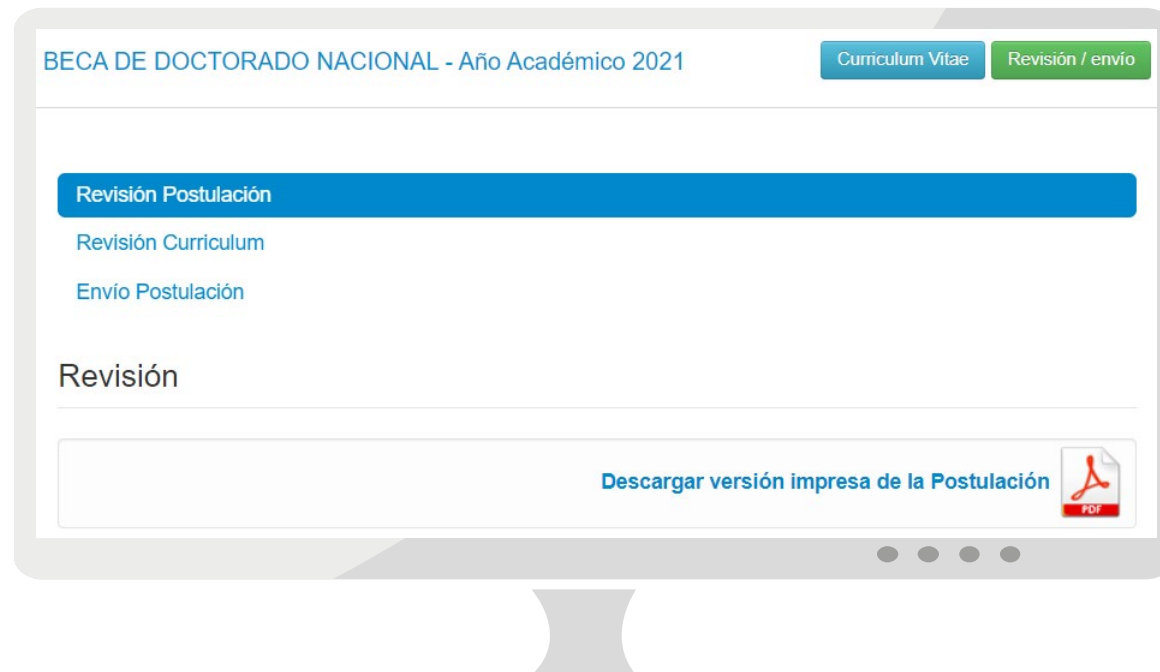 BECA DE DOCTORADO NACIONAL - Año Académico 2021
Curriculum Vitae
Revisión / envío
Revisión Postulación
Revisión Curriculum
Envío Postulación
Revisión
Descargar versión impresa de la Postulación
PDF